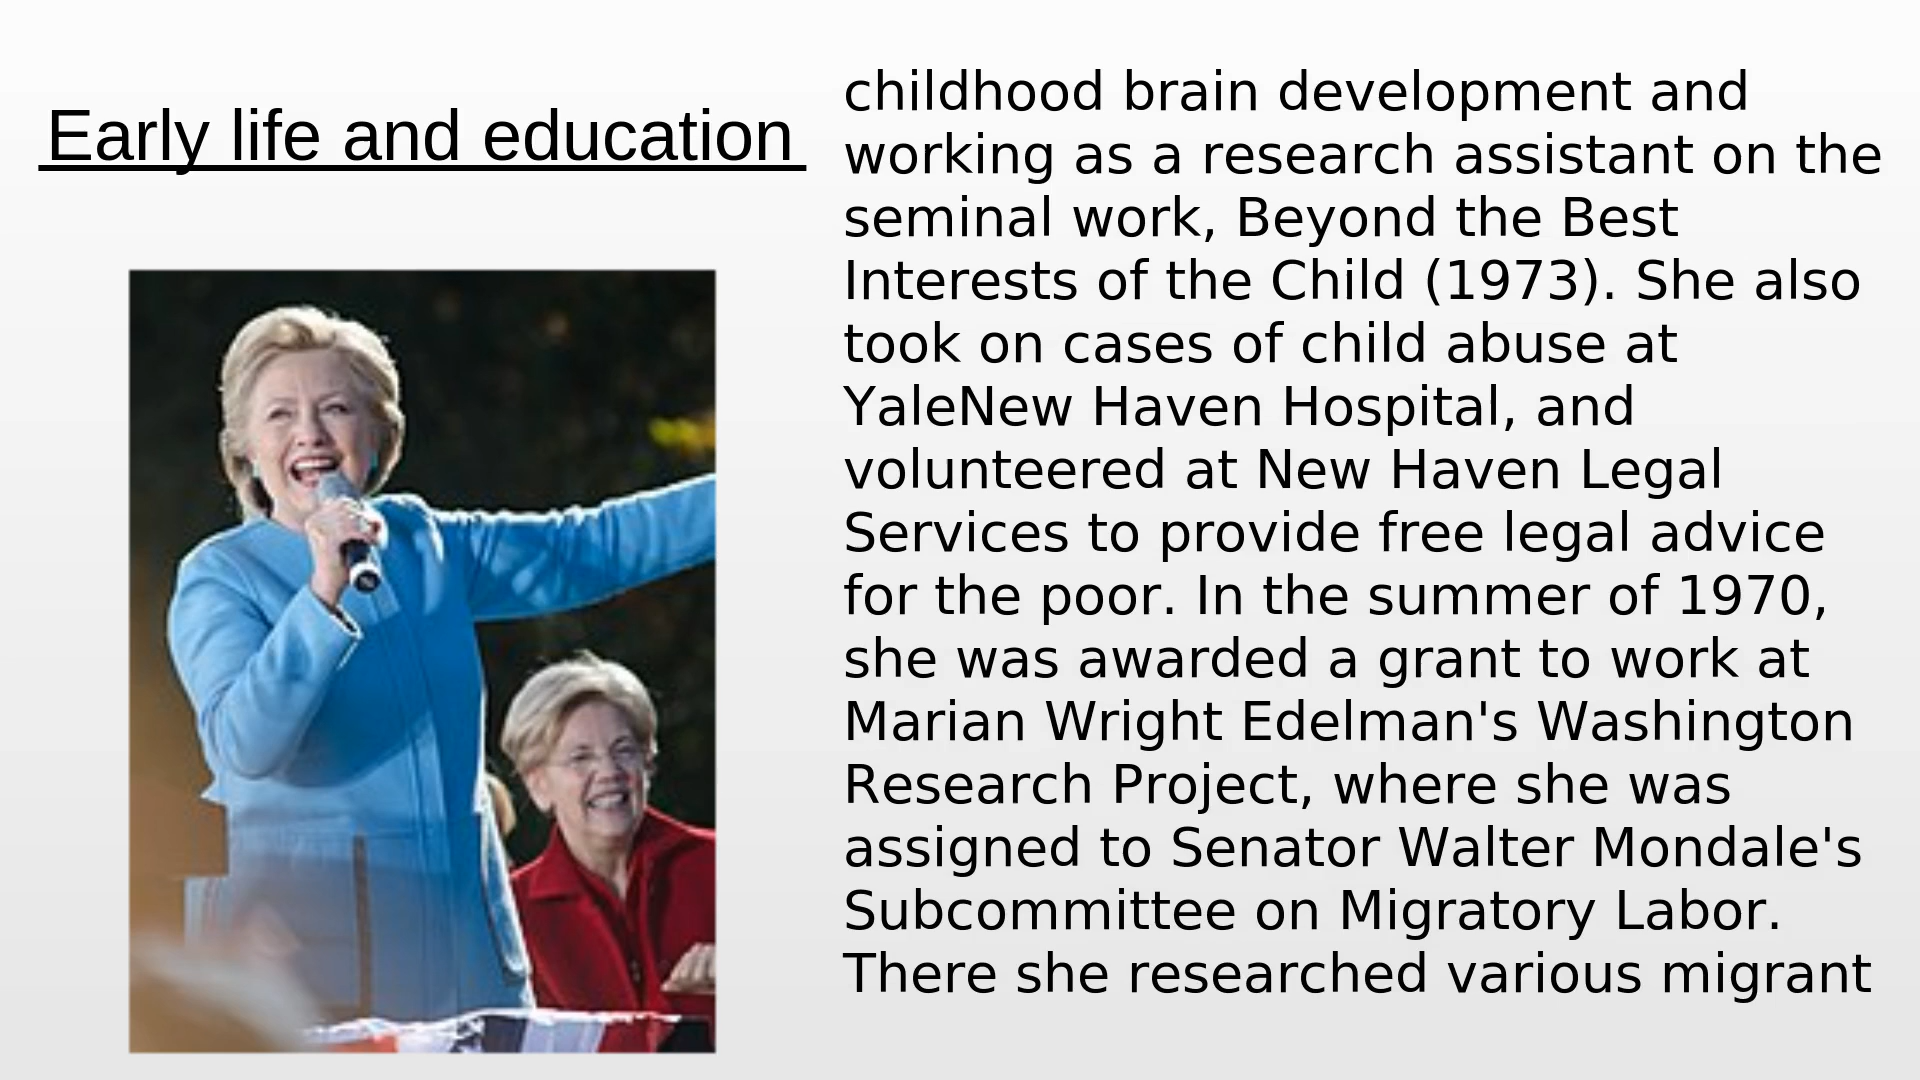 Early life and education
childhood brain development and
working as a research assistant on the
seminal work, Beyond the Best
Interests of the Child (1973). She also
took on cases of child abuse at
YaleNew Haven Hospital, and
volunteered at New Haven Legal
Services to provide free legal advice
for the poor. In the summer of 1970,
she was awarded a grant to work at
Marian Wright Edelman's Washington
Research Project, where she was
assigned to Senator Walter Mondale's
Subcommittee on Migratory Labor.
There she researched various migrant